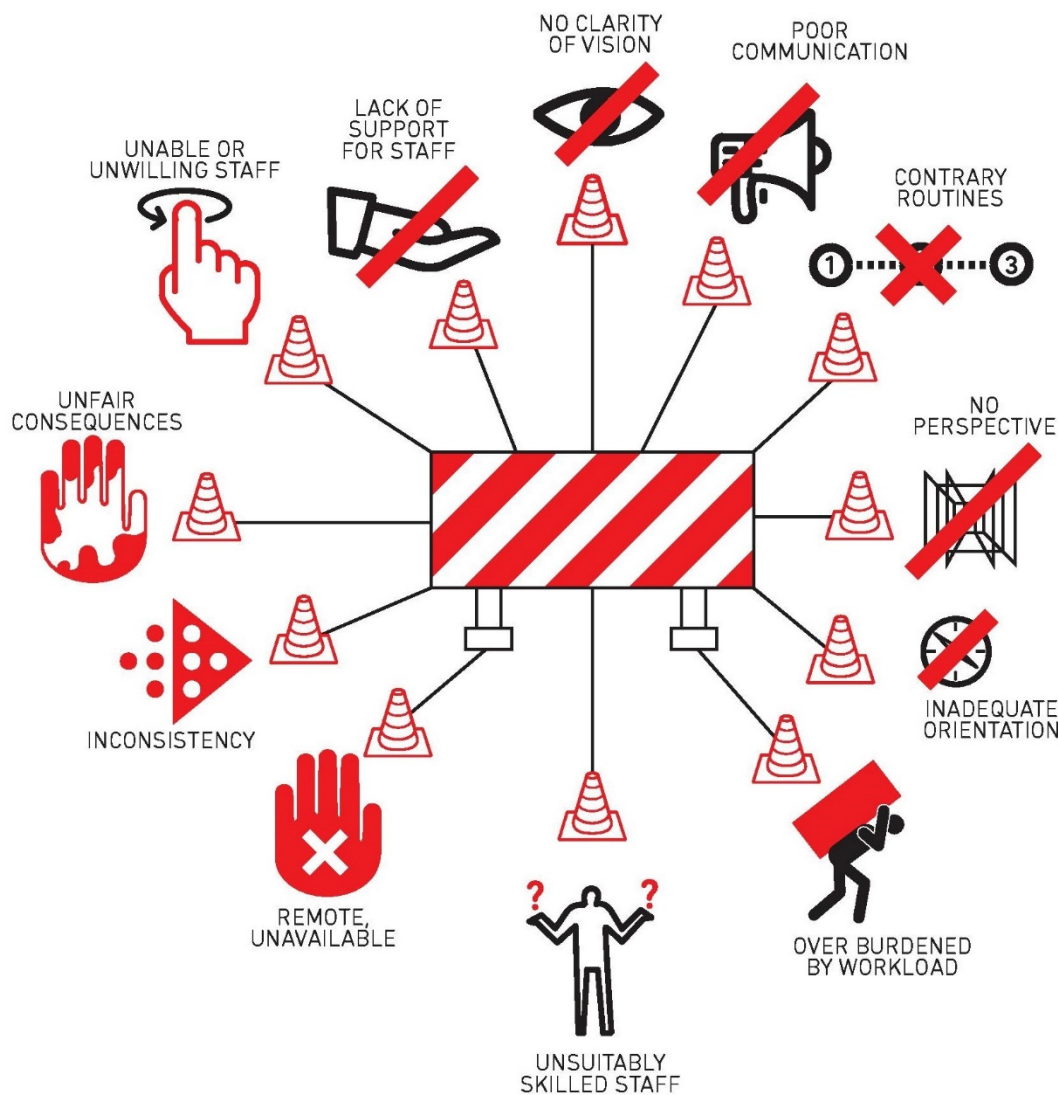 NO CLARITY
OF VISION
POOR
COMMUNICATION
LACK OF
SUPPORT
FOR STAFF
UNABLE OR
UNWILLING STAFF
CONTRARY
ROUTINES
1
3
UNFAIR
CONSEQUENCES
NO
PERSPECTIVE
INCONSISTENCY
INADEQUATE
ORIENTATION
REMOTE,
UNAVAILABLE
OVER BURDENED
BY WORKLOAD
? ?
UNSUITABLY
SKILLED STAFF